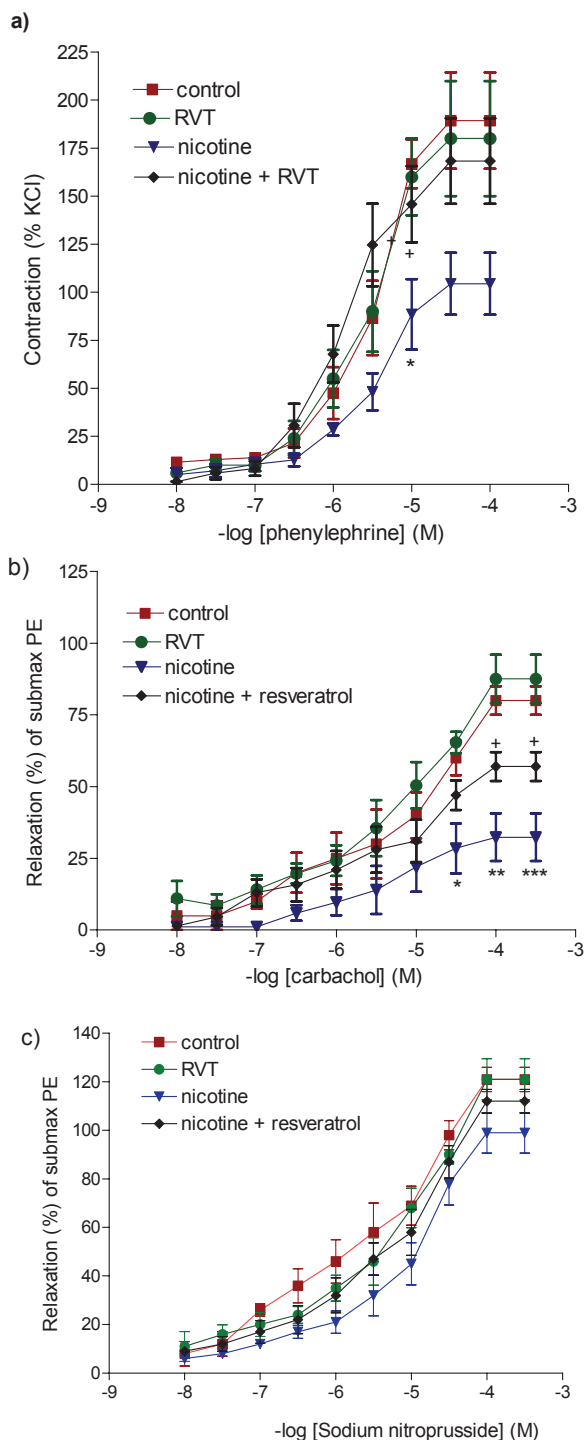 a)
225
200
175
150
125
100
75
50
25
0
control
RVT
nicotine
nicotine + RVT
Contraction (% KCl)
+
+
*
-9 -8 -7 -6 -5 -4 -3
-log [phenylephrine] (M)
b)
125
100
75
50
25
0
control
RVT
nicotine
nicotine + resveratrol
Relaxation (%) of submax PE
+ +
* ** ***
-9 -8 -7 -6 -5 -4 -3
-log [carbachol] (M)
c)
140
120
100
80
60
40
20
0
control
RVT
nicotine
nicotine + resveratrol
Relaxation (%) of submax PE
-9 -8 -7 -6 -5 -4 -3
-log [Sodium nitroprusside] (M)